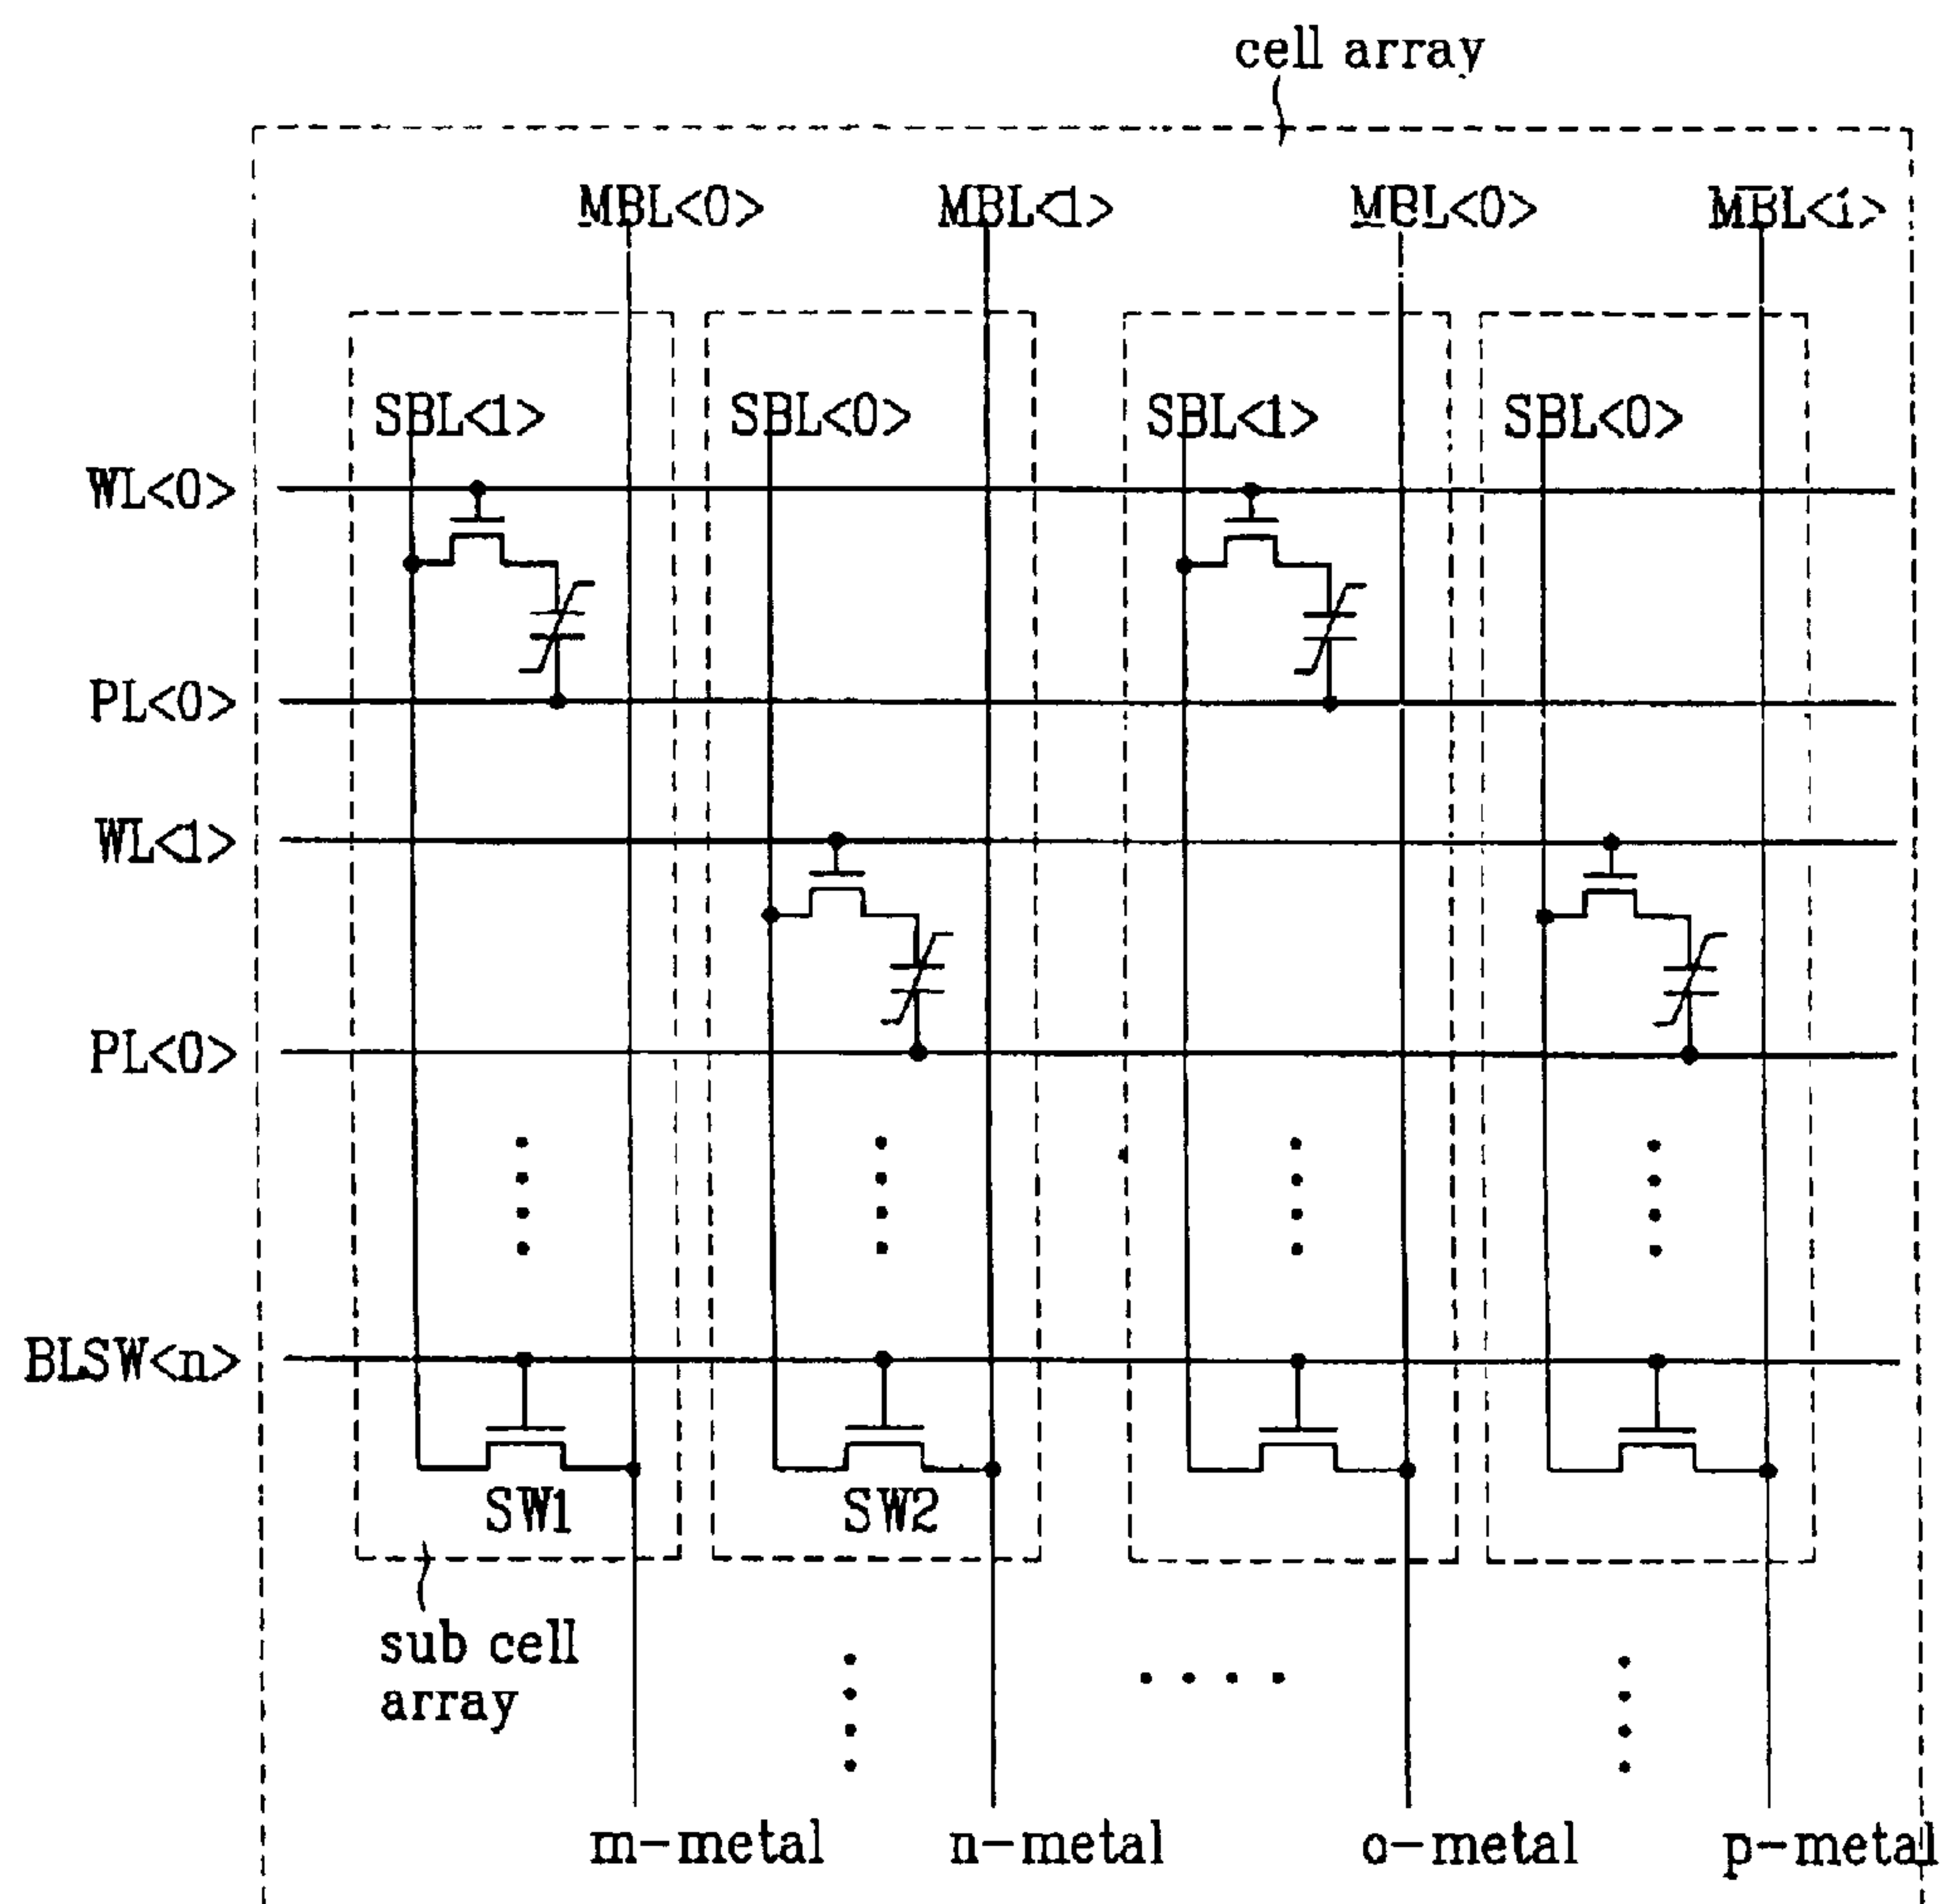 cell array
MBL<0> MBL<1> MBL<0> MBL<i>
SBL<1> SBL<0> SBL<1> SBL<0>
WL<0>
PL<0>
WL<1>
PL<0>
BLSW<n>
SW1 SW2
sub cell
array
m-metal n-metal o-metal p-metal